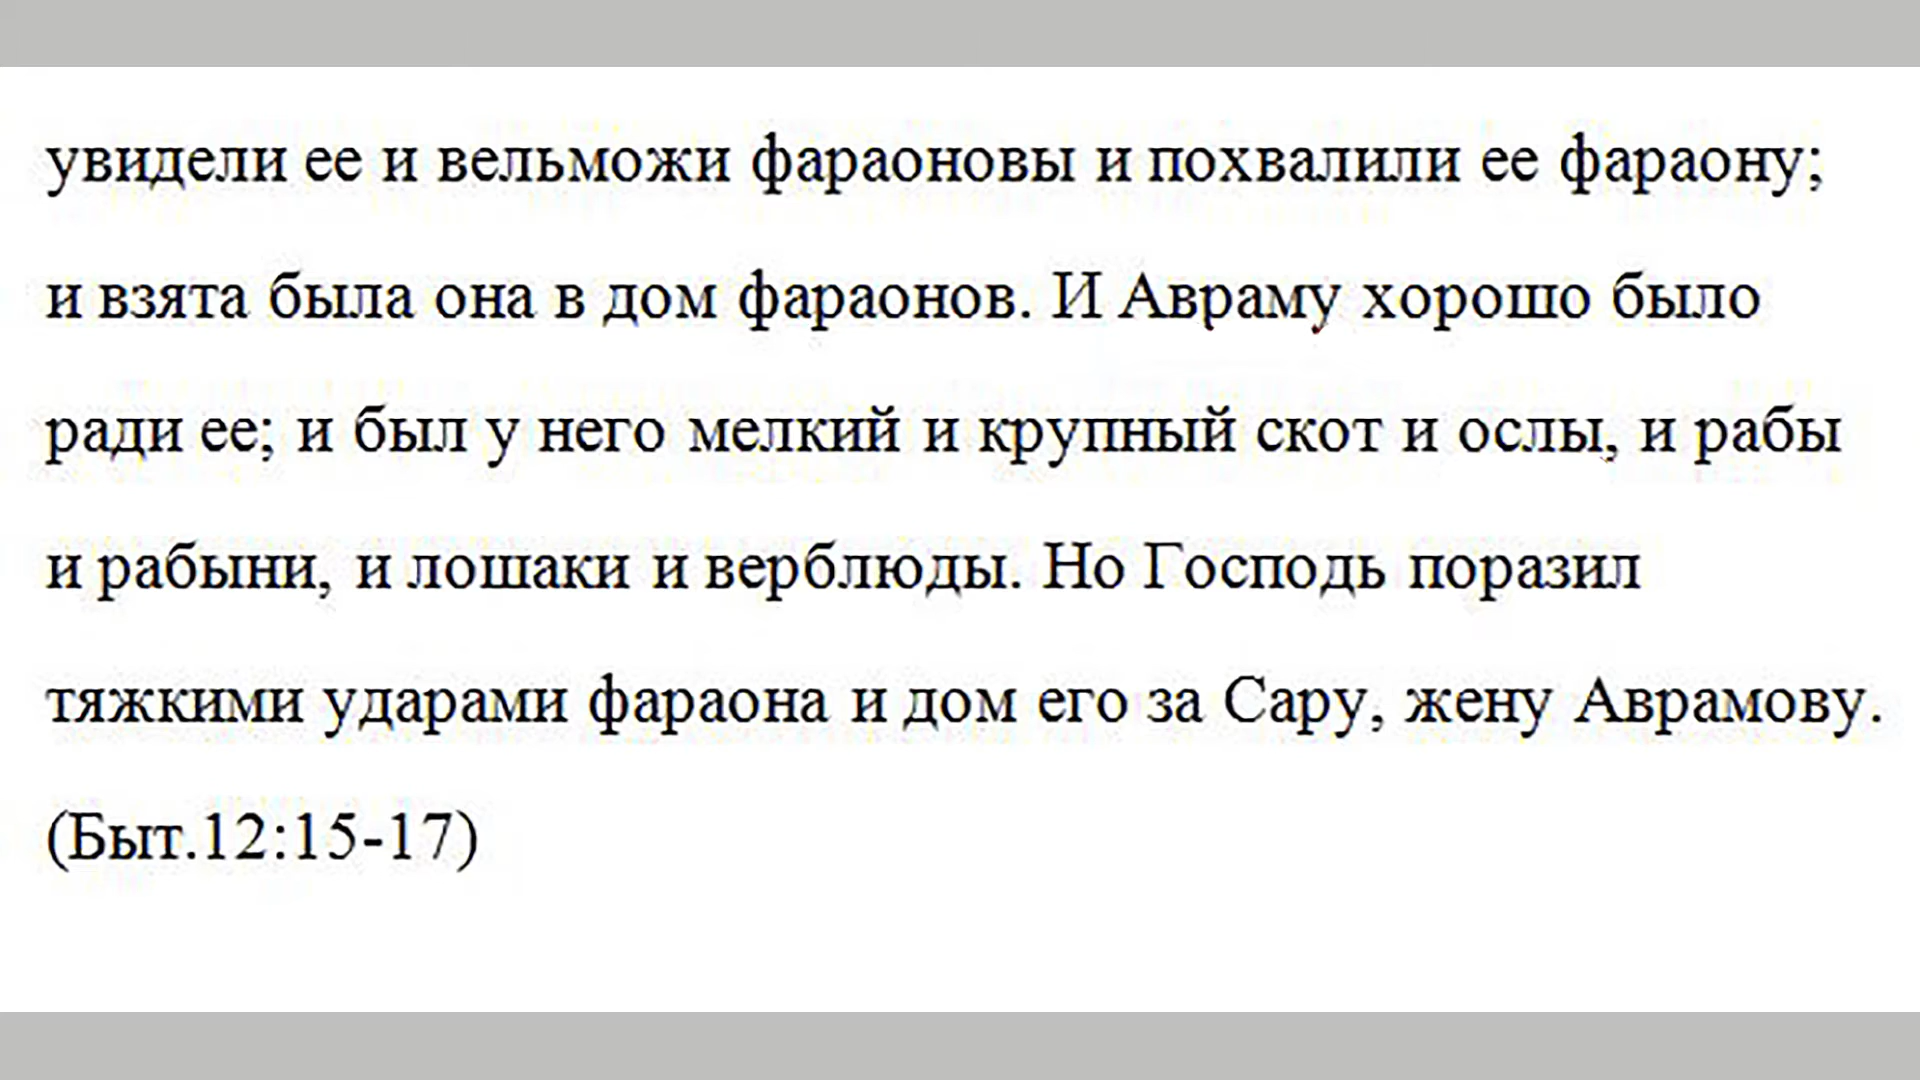 увидели ее и вельможи фараоновы и похвалили ее фараону;
и взята была она в дом фараонов. И Авраму хорошо было
ради ее; и был у него мелкий и крупный скот и ослы, и рабы
и рабыни, и лошаки и верблюды. Но Господь поразил
тяжкими ударами фараона и дом его за Сару, жену Аврамову.
(Быт.12:15-17)